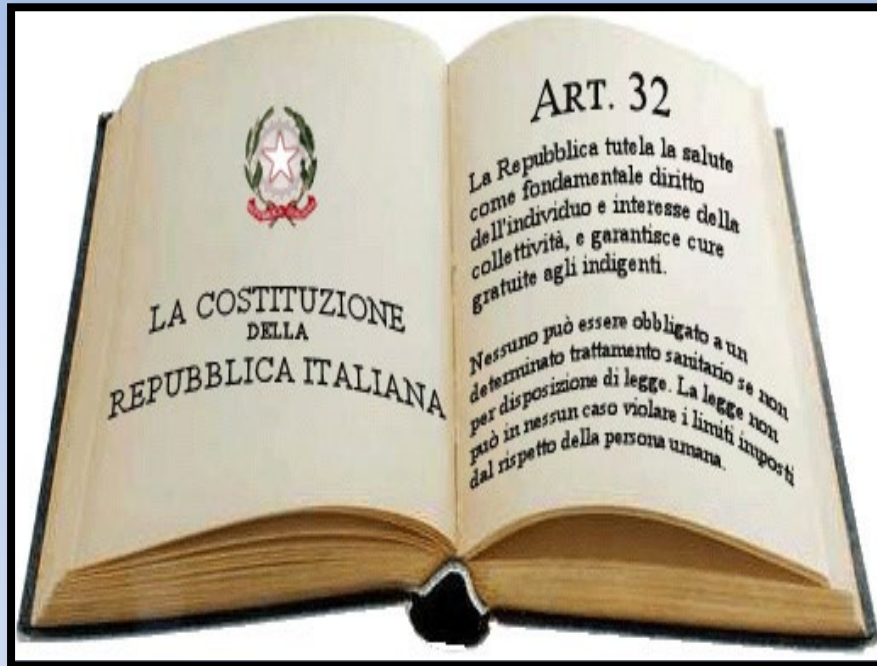 LA COSTITUZIONE
DELLA
REPUBBLICA ITALIANA
ART. 32
La Repubblica tutela la salute
come fondamentale diritto
dell'individuo e interesse della
collettività, e garantisce cure
gratuite agli indigenti.
Nessuno può essere obbligato a un
determinato trattamento sanitario se non
per disposizione di legge. La legge non
può in nessun caso violare i limiti imposti
dal rispetto della persona umana.